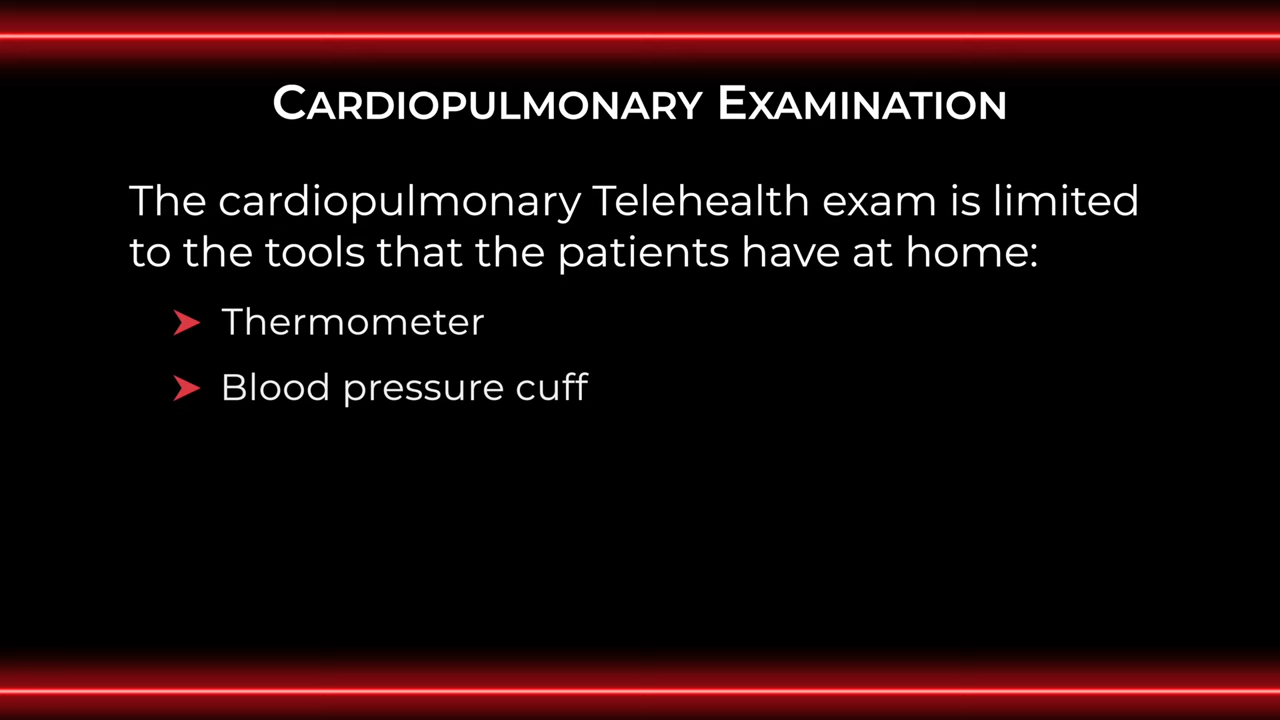 CARDIOPULMONARY EXAMINATION
The cardiopulmonary Telehealth exam is limited
to the tools that the patients have at home:
➤ Thermometer
➤ Blood pressure cuff